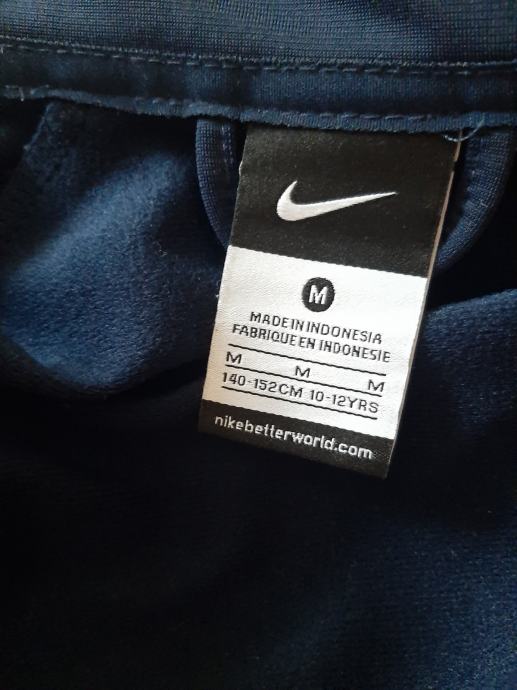 M
MADE IN INDONESIA
FABRIQUE EN INDONESIE
M M M
140-152CM 10-12YRS
nikebetterworld.com